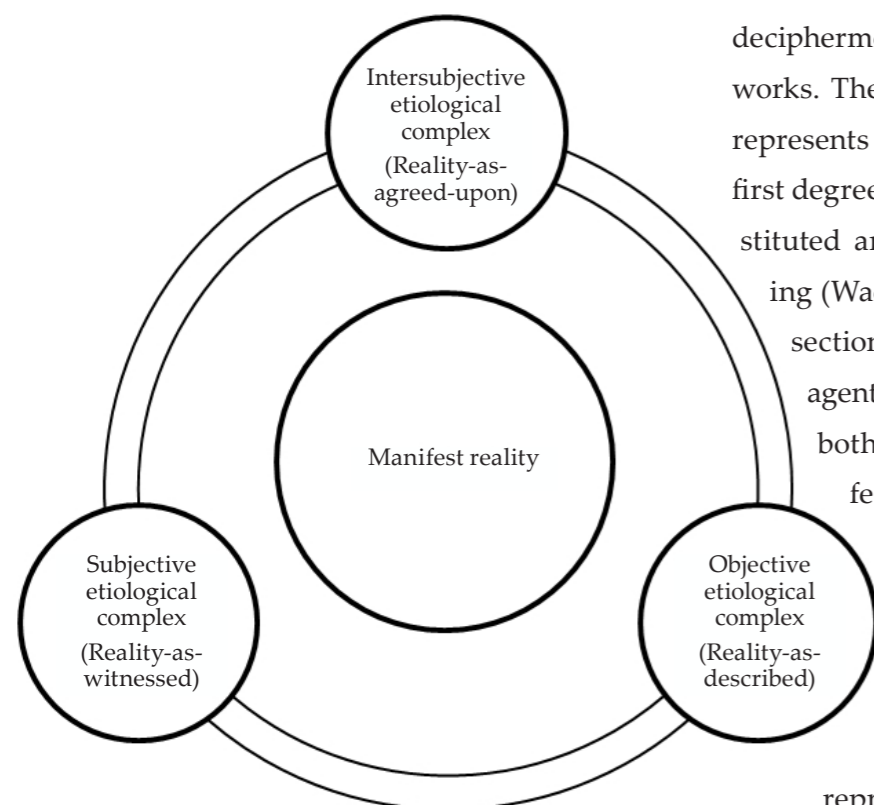 Intersubjective
etiological
complex
(Reality-as-
agreed-upon)
Manifest reality
Subjective
etiological
complex
(Reality-as-
witnessed)
Objective
etiological
complex
(Reality-as-
described)
works. The
represents
first degree
stituted
ing
section
agent
both